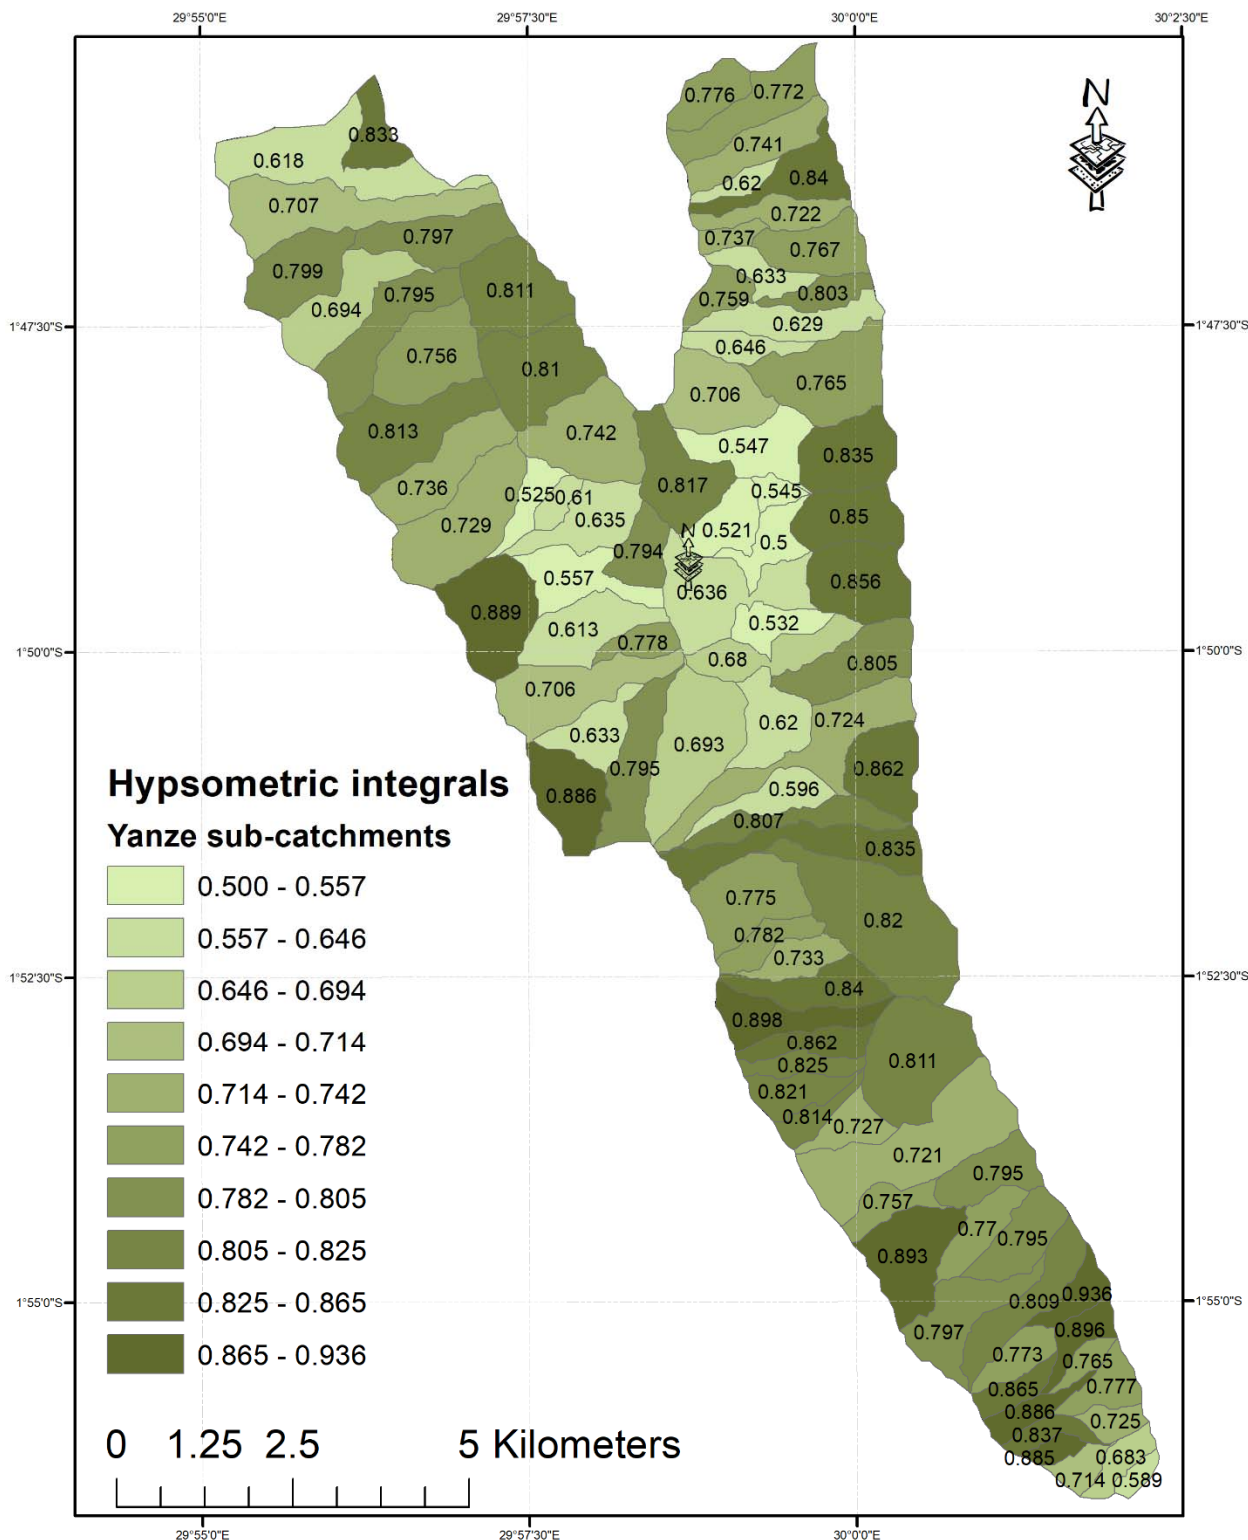 29°55'0"E 29°57'30"E 30°0'0"E 30°2'30"E
N
0.776 0.772
0.833
0.741
0.618
0.62 0.84
0.707
0.722
0.797 0.737 0.767
0.799
0.633
0.795 0.811 0.759 0.803
0.694
1°47'30"S 0.629 1°47'30"S
0.646
0.756
0.81 0.765
0.706
0.813 0.742
0.547 0.835
0.736 0.817
0.525 0.61 0.545
0.729 0.635 0.85
0.521 0.5
N
0.794
0.557 0.856
0.636
0.889
0.613 0.532
0.778
1°50'0"S 0.68 0.805 1°50'0"S
0.706
0.62 0.724
0.633 0.693
0.795 0.862
Hypsometric integrals
0.886 0.596
0.807
Yanze sub-catchments
0.835
0.500 - 0.557
0.775
0.82
0.557 - 0.646
0.782
0.733
1°52'30"S 1°52'30"S
0.646 - 0.694
0.84
0.898
0.694 - 0.714
0.862
0.825 0.811
0.714 - 0.742
0.821
0.814
0.727
0.742 - 0.782
0.721
0.795
0.782 - 0.805
0.757
0.77
0.795
0.805 - 0.825
0.893
1°55'0"S 0.809 0.936 1°55'0"S
0.825 - 0.865
0.797 0.896
0.865 - 0.936
0.773 0.765
0.865 0.777
0.886 0.725
0.837
0 1.25 2.5 5 Kilometers
0.885 0.683
0.714 0.589
29°55'0"E 29°57'30"E 30°0'0"E